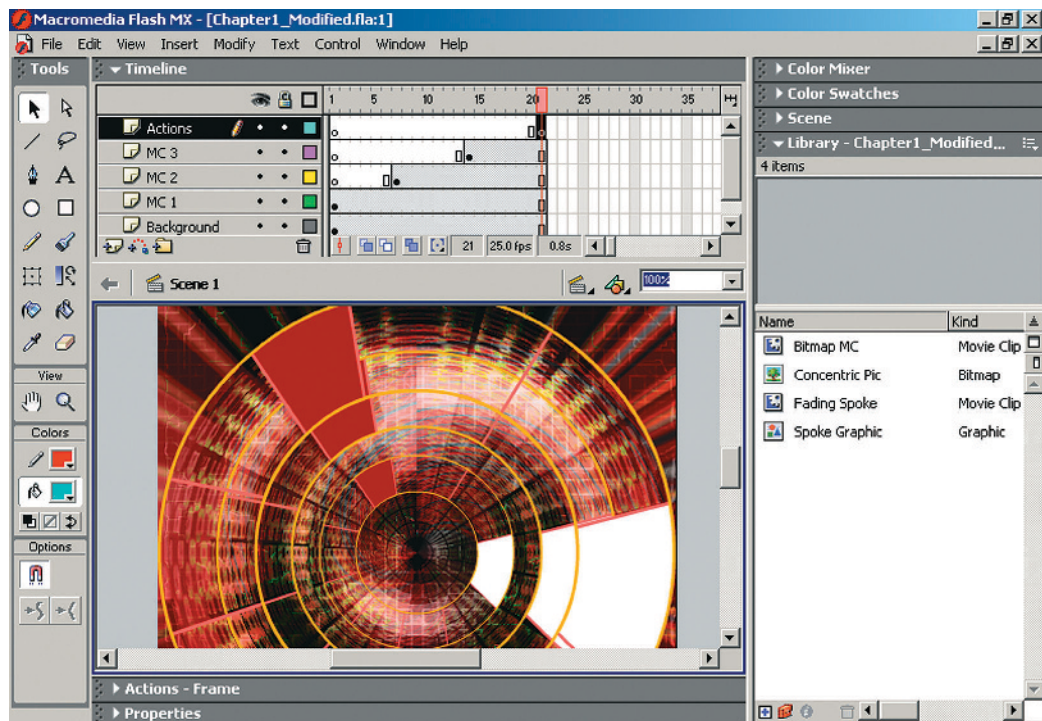 Macromedia Flash MX - [Chapter1_Modified.fla:1]
File Edit View Insert Modify Text Control Window Help
Tools
Timeline
1 5 10 15 20 25 30 35
Actions
MC 3
MC 2
MC 1
Background
21 25.0 fps 0.8s
Scene 1
100%
View
Colors
Options
Actions - Frame
Properties
Color Mixer
Color Swatches
Scene
Library - Chapter1_Modified...
4 items
Name Kind
Bitmap MC Movie Clip
Concentric Pic Bitmap
Fading Spoke Movie Clip
Spoke Graphic Graphic